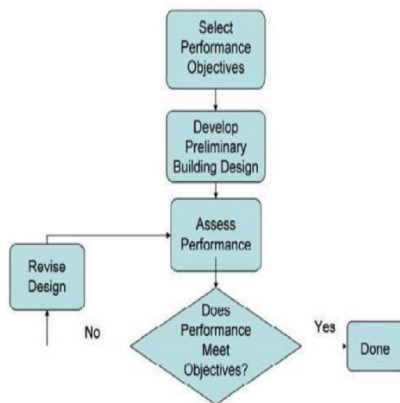 Select
Performance
Objectives
Develop
Preliminary
Building Design
Assess
Performance
Revise
Design
Does
Performance
Meet
Objectives?
No
Yes
Done